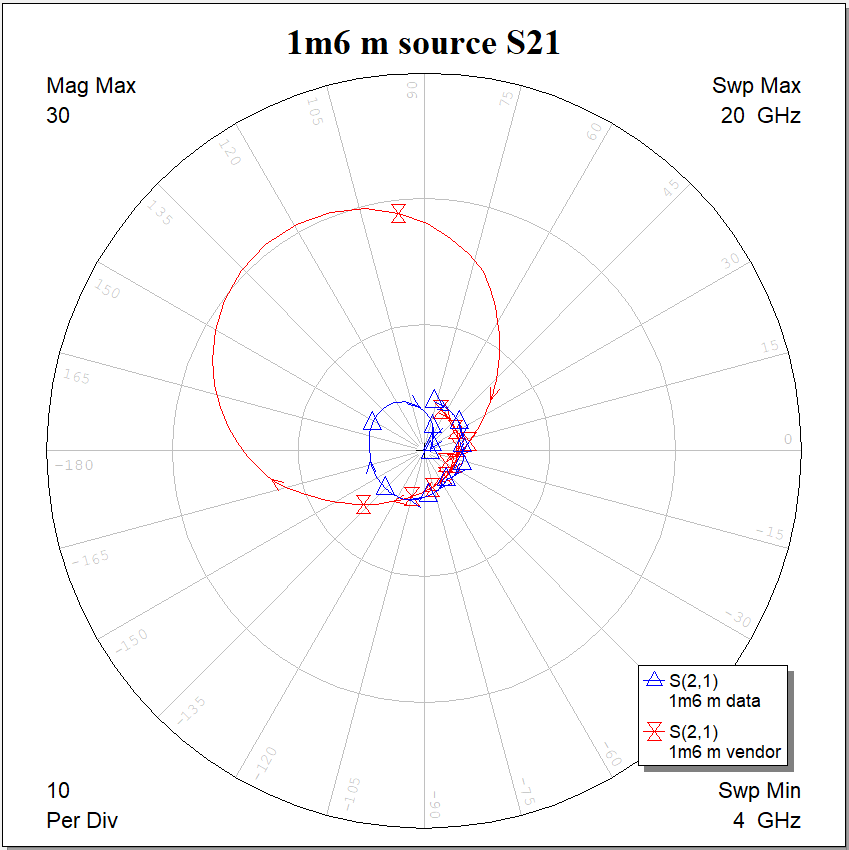 1m6 m source S21
Mag Max
30
Swp Max
20 GHz
90
105
75
120
60
135
45
150
30
165
15
-180
0
-165
-15
-150
-30
-135
-120
-60
-105
-75
-90
S(2,1)
1m6 m data
S(2,1)
1m6 m vendor
10
Per Div
Swp Min
4 GHz